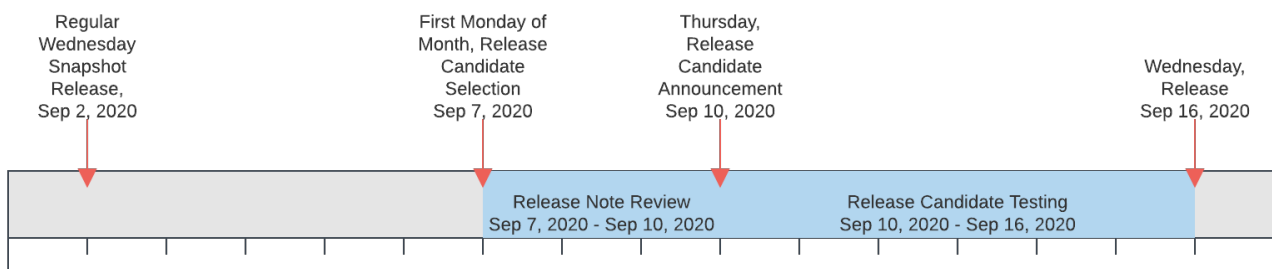 Regular
Wednesday
Snapshot
Release,
Sep 2, 2020
First Monday of
Month, Release
Candidate
Selection
Sep 7, 2020
Thursday,
Release
Candidate
Announcement
Sep 10, 2020
Wednesday,
Release
Sep 16, 2020
Release Note Review
Sep 7, 2020 - Sep 10, 2020
Release Candidate Testing
Sep 10, 2020 - Sep 16, 2020